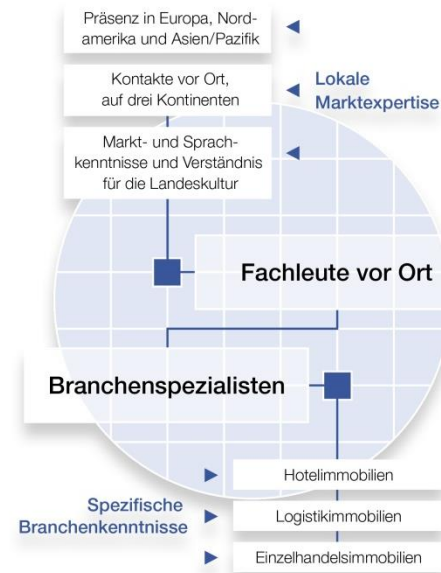 Präsenz in Europa, Nord-
amerika und Asien/Pazifik
Kontakte vor Ort,
auf drei Kontinenten
Lokale
Marktexpertise
Markt- und Sprach-
kenntnisse und Verständnis
für die Landeskultur
Fachleute vor Ort
Branchenspezialisten
Hotelimmobilien
Spezifische
Branchenkenntnisse
Logistikimmobilien
Einzelhandelsimmobilien